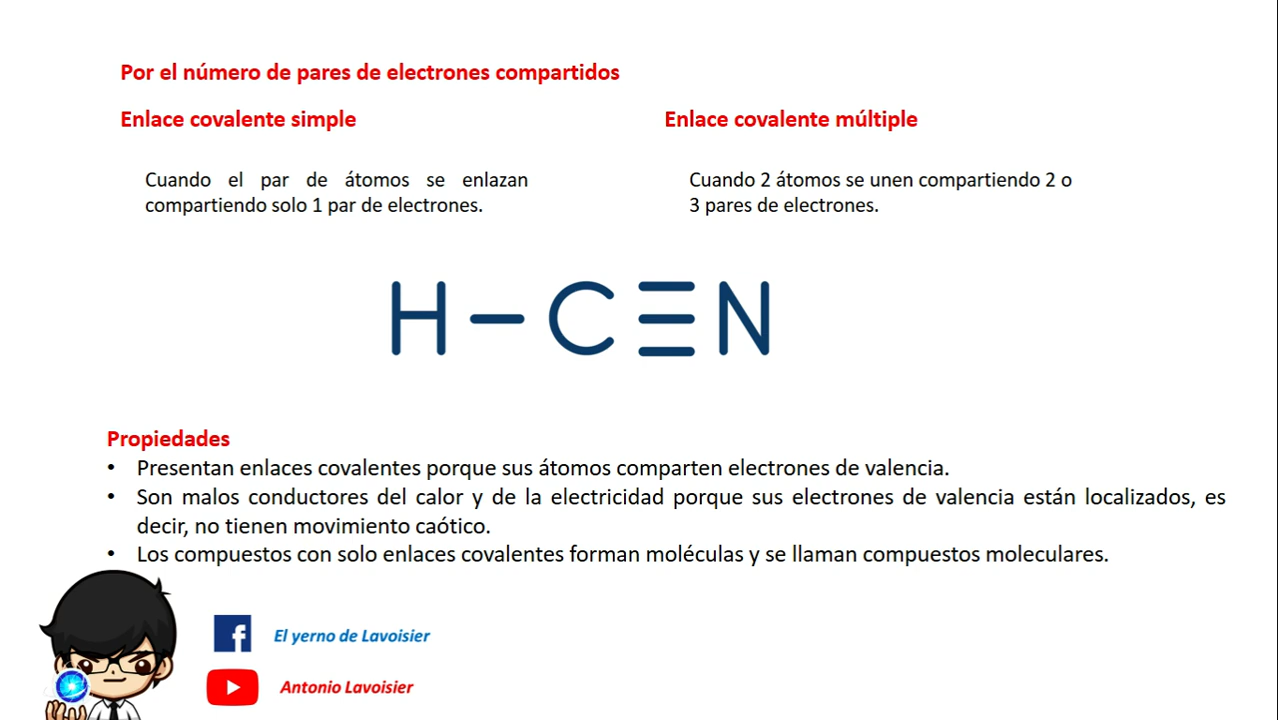 Por el número de pares de electrones compartidos
Enlace covalente simple
Cuando el par de átomos se enlazan
compartiendo solo 1 par de electrones.
Enlace covalente múltiple
Cuando 2 átomos se unen compartiendo 2 o
3 pares de electrones.
H – C ≡ N
Propiedades
• Presentan enlaces covalentes porque sus átomos comparten electrones de valencia.
• Son malos conductores del calor y de la electricidad porque sus electrones de valencia están localizados, es
decir, no tienen movimiento caótico.
• Los compuestos con solo enlaces covalentes forman moléculas y se llaman compuestos moleculares.
f
El yerno de Lavoisier
Antonio Lavoisier